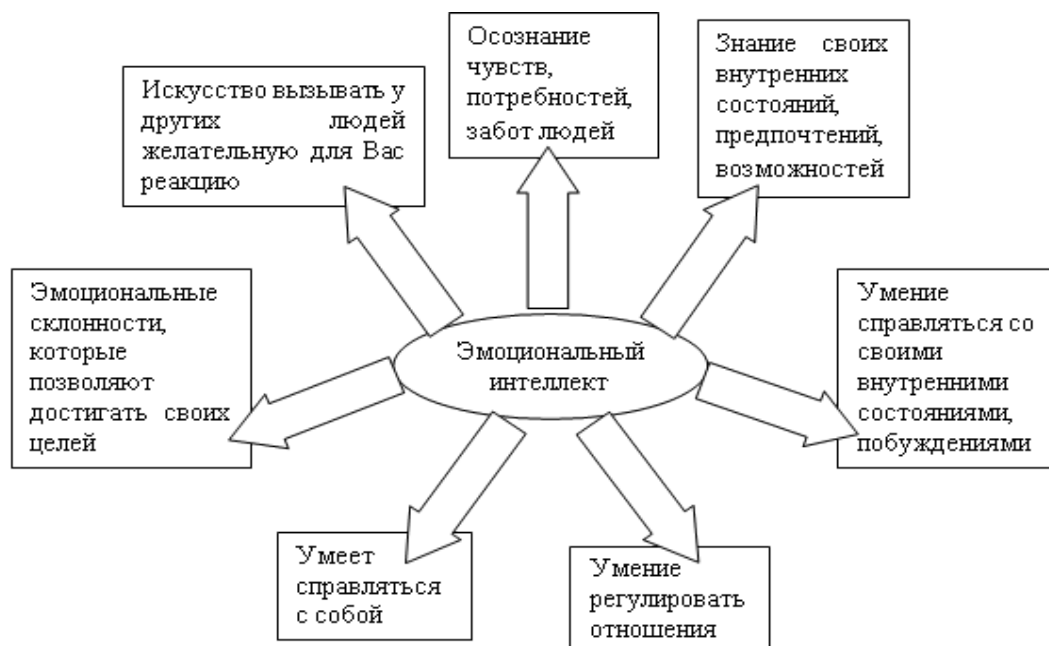 Осознание
чувств,
потребностей,
забот людей
Знание своих
внутренних
состояний,
предпочтений,
возможностей
Искусство вызывать у
других людей
желательную для Вас
реакцию
Эмоциональные
склонности,
которые
позволяют
достигать своих
целей
Эмоциональный
интеллект
Умение
справляться со
своими
внутренними
состояниями,
побуждениями
Умеет
справляться
с собой
Умение
регулировать
отношения